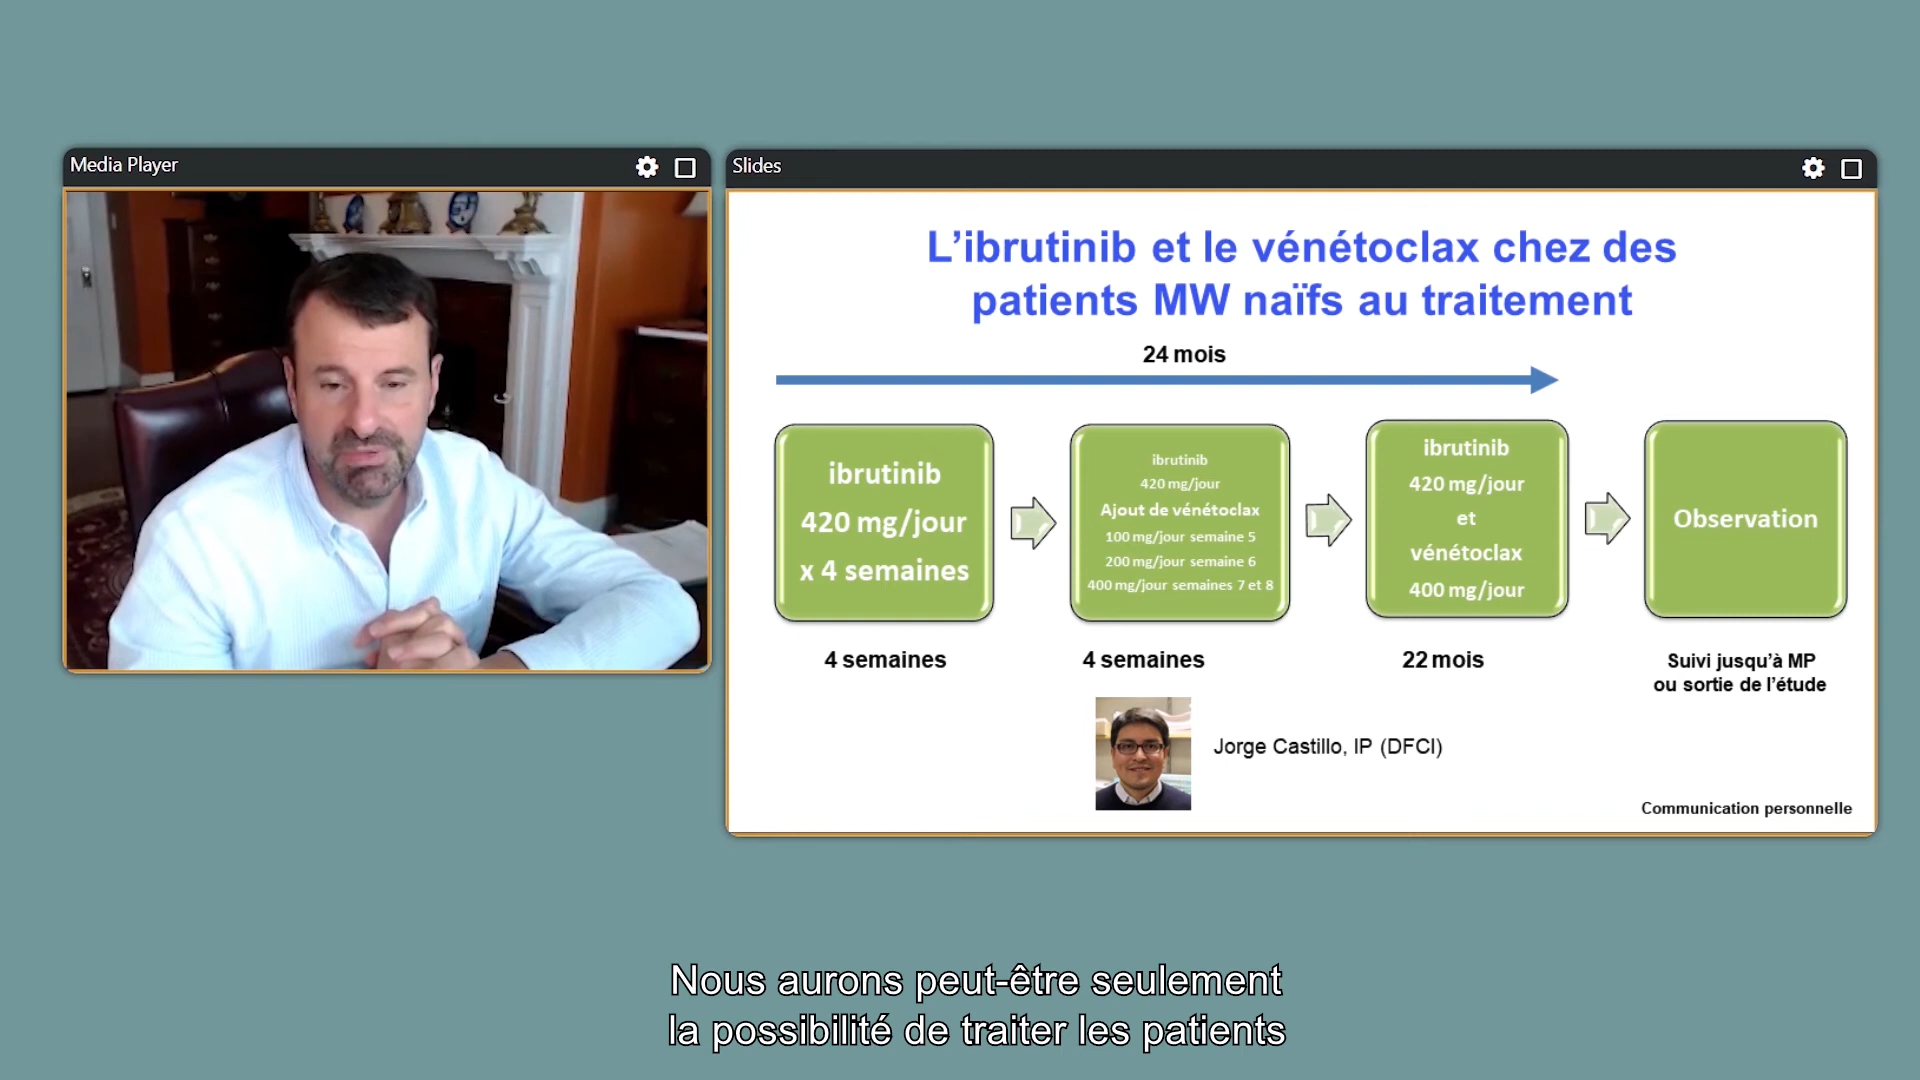 Media Player
Slides
L’ibrutinib et le vénétoclax chez des
patients MW naïfs au traitement
24 mois
ibrutinib
420 mg/jour
x 4 semaines
ibrutinib
420 mg/jour
Ajout de vénétoclax
100 mg/jour semaine 5
200 mg/jour semaine 6
400 mg/jour semaines 7 et 8
ibrutinib
420 mg/jour
et
vénétoclax
400 mg/jour
Observation
4 semaines
4 semaines
22 mois
Suivi jusqu’à MP
ou sortie de l’étude
Jorge Castillo, IP (DFCI)
Communication personnelle
Nous aurons peut-être seulement
la possibilité de traiter les patients